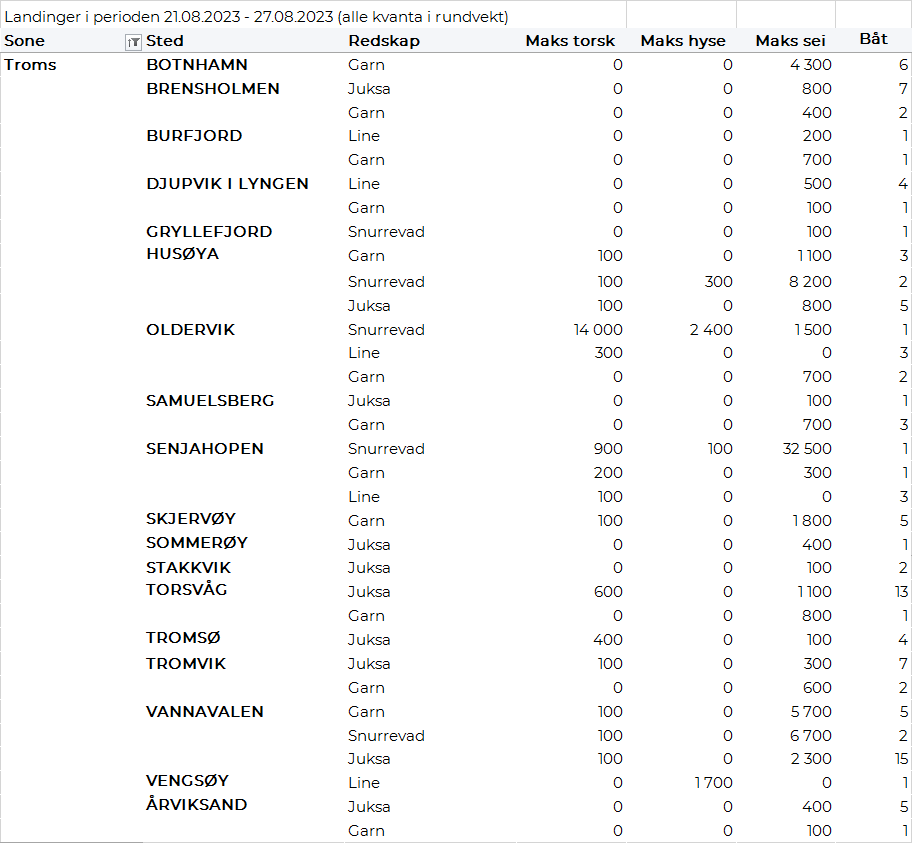 Landinger i perioden 21.08.2023 - 27.08.2023 (alle kvanta i rundvekt)
Sone Sted Redskap Maks torsk Maks hyse Maks sei Båt
Troms BOTNHAMN Garn 0 0 4 300 6
BRENSHOLMEN Juksa 0 0 800 7
Garn 0 0 400 2
BURFJORD Line 0 0 200 1
Garn 0 0 700 1
DJUPVIK I LYNGEN Line 0 0 500 4
Garn 0 0 100 1
GRYLLEFJORD Snurrevad 0 0 100 1
HUSØYA Garn 100 0 1 100 3
Snurrevad 100 300 8 200 2
Juksa 100 0 800 5
OLDERVIK Snurrevad 14 000 2 400 1 500 1
Line 300 0 0 3
Garn 0 0 700 2
SAMUELSBERG Juksa 0 0 100 1
Garn 0 0 700 3
SENJAHOPEN Snurrevad 900 100 32 500 1
Garn 200 0 300 1
Line 100 0 0 3
SKJERVØY Garn 100 0 1 800 5
SOMMERØY Juksa 0 0 400 1
STAKKVIK Juksa 0 0 100 2
TORSVÅG Juksa 600 0 1 100 13
Garn 0 0 800 1
TROMSØ Juksa 400 0 100 4
TROMVIK Juksa 100 0 300 7
Garn 0 0 600 2
VANNAVALEN Garn 100 0 5 700 5
Snurrevad 100 0 6 700 2
Juksa 100 0 2 300 15
VENGSØY Line 0 1 700 0 1
ÅRVIKSAND Juksa 0 0 400 5
Garn 0 0 100 1